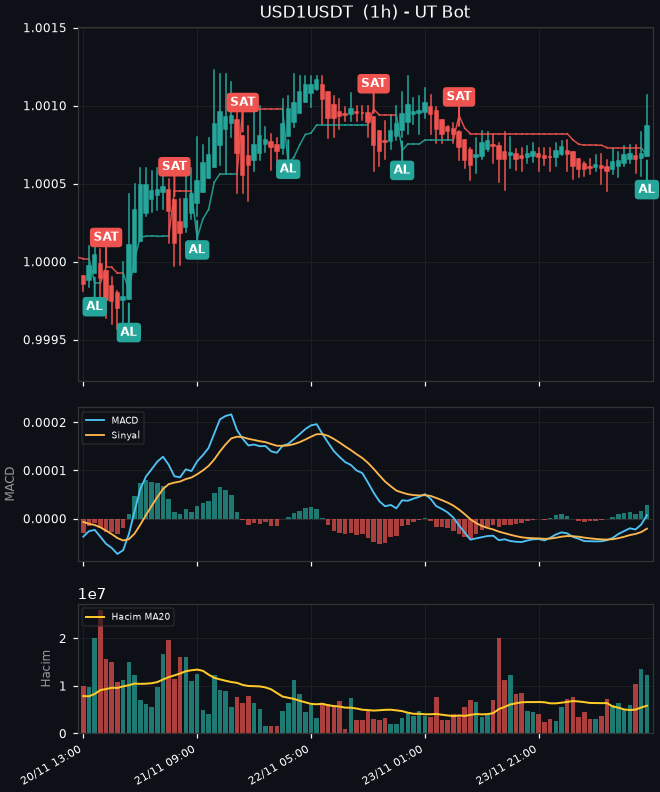 USD1USDT  (1h) - UT Bot
1.0015
1.0010
1.0005
1.0000
0.9995
AL
SAT
AL
SAT
AL
SAT
AL
SAT
AL
SAT
AL
MACD
0.0002
0.0001
0.0000
MACD
Sinyal
1e7
Hacim
2
1
0
Hacim MA20
20/11 13:00
21/11 09:00
22/11 05:00
23/11 01:00
23/11 21:00